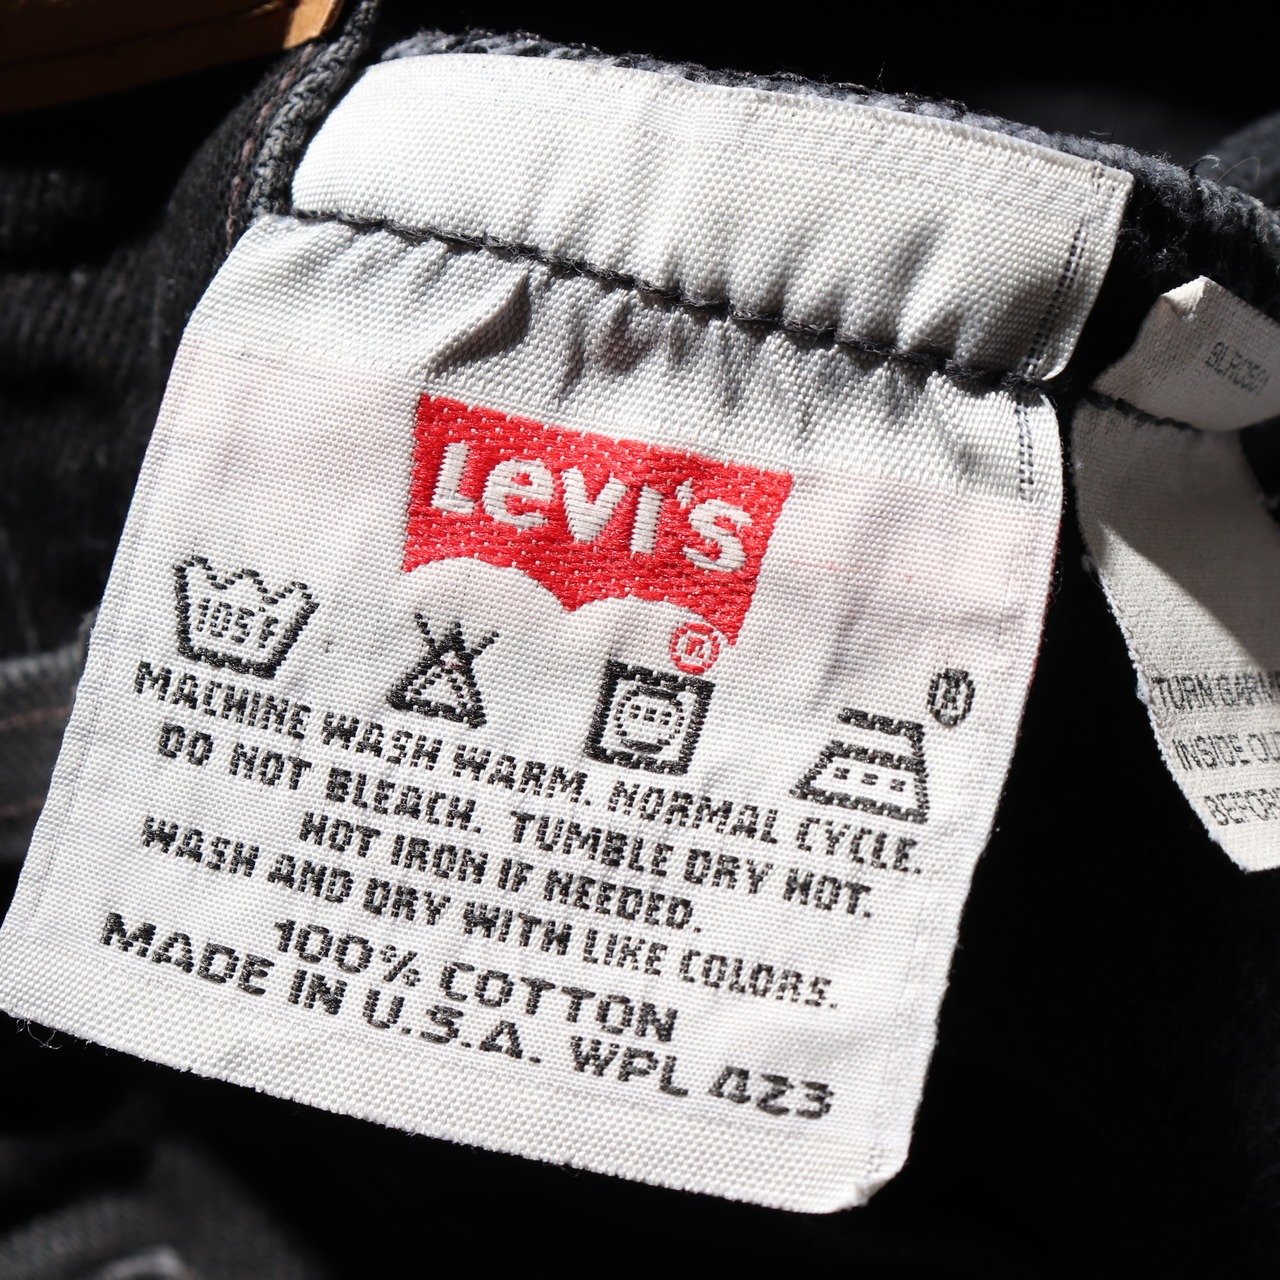 Levi's
®
105F
MACHINE WASH WARM. NORMAL CYCLE.
DO NOT BLEACH. TUMBLE DRY HOT.
HOT IRON IF NEEDED.
WASH AND DRY WITH LIKE COLORS.
100% COTTON
MADE IN U.S.A. WPL 423
TURN GARM
INSIDE OU
BEFOR